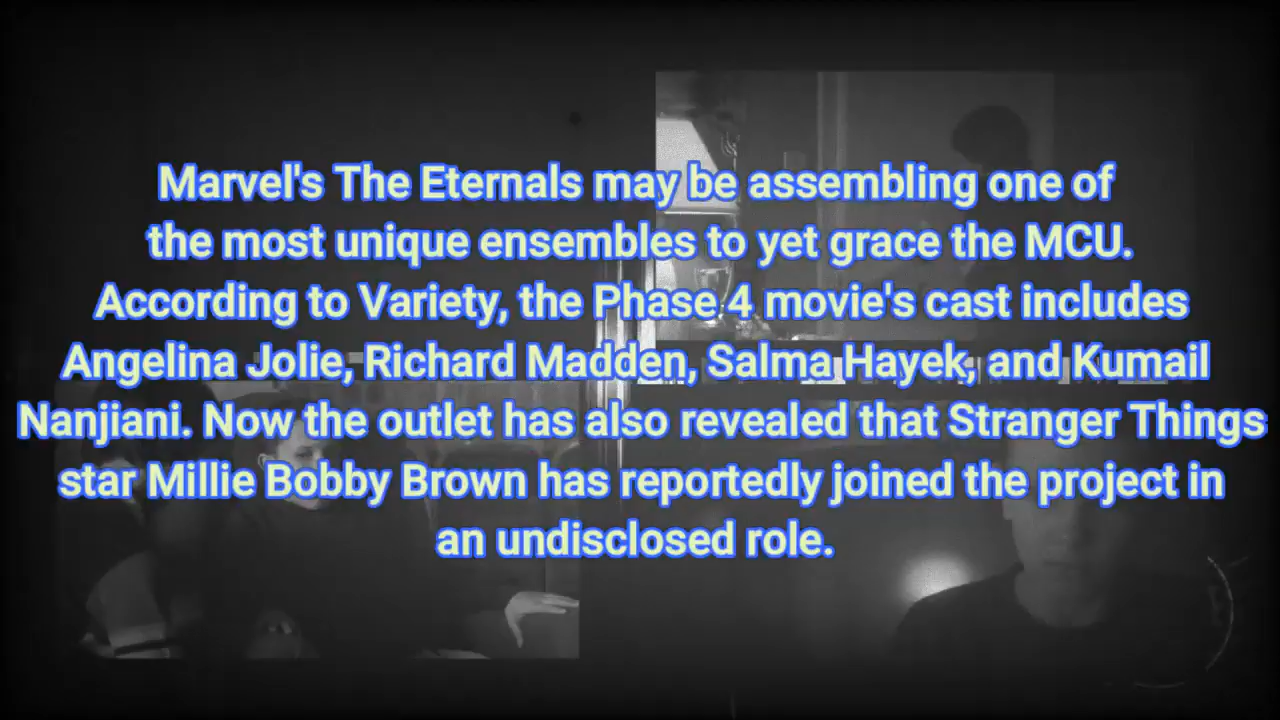 Marvel's The Eternals may be assembling one of
the most unique ensembles to yet grace the MCU.
According to Variety, the Phase 4 movie's cast includes
Angelina Jolie, Richard Madden, Salma Hayek, and Kumail
Nanjiani. Now the outlet has also revealed that Stranger Things
star Millie Bobby Brown has reportedly joined the project in
an undisclosed role.